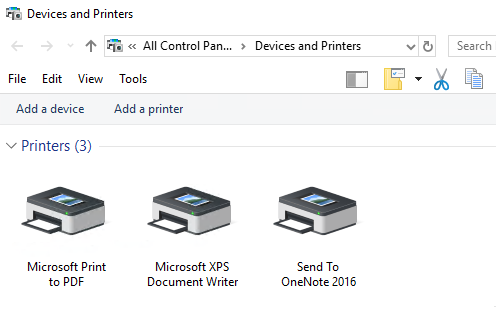 Devices and Printers
« All Control Pan... > Devices and Printers
Search
File Edit View Tools
Add a device Add a printer
Printers (3)
Microsoft Print
to PDF
Microsoft XPS
Document Writer
Send To
OneNote 2016